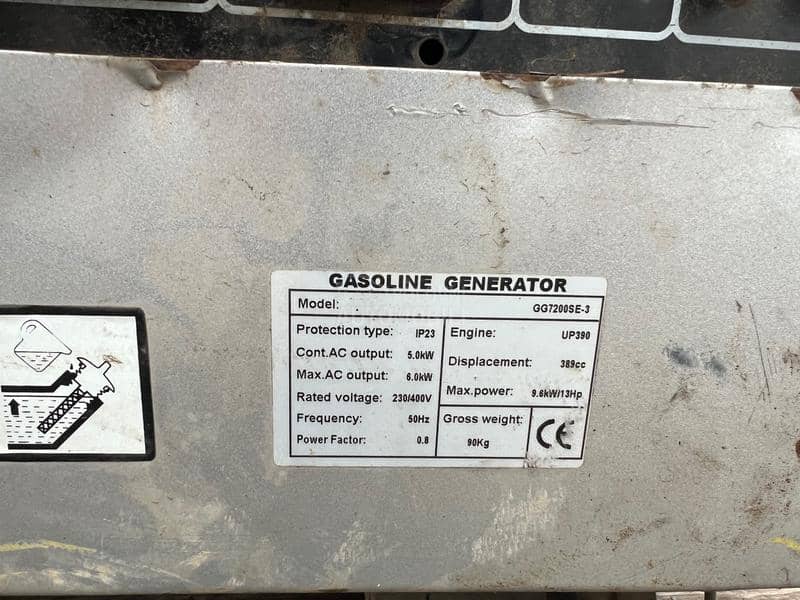 GASOLINE GENERATOR
Model: GG7200SE-3
Protection type: IP23
Cont.AC output: 5.0kW
Max.AC output: 6.0kW
Rated voltage: 230/400V
Frequency: 50Hz
Power Factor: 0.8
Engine: UP390
Displacement: 389cc
Max.power: 9.6kW/13Hp
Gross weight:
90Kg
CE